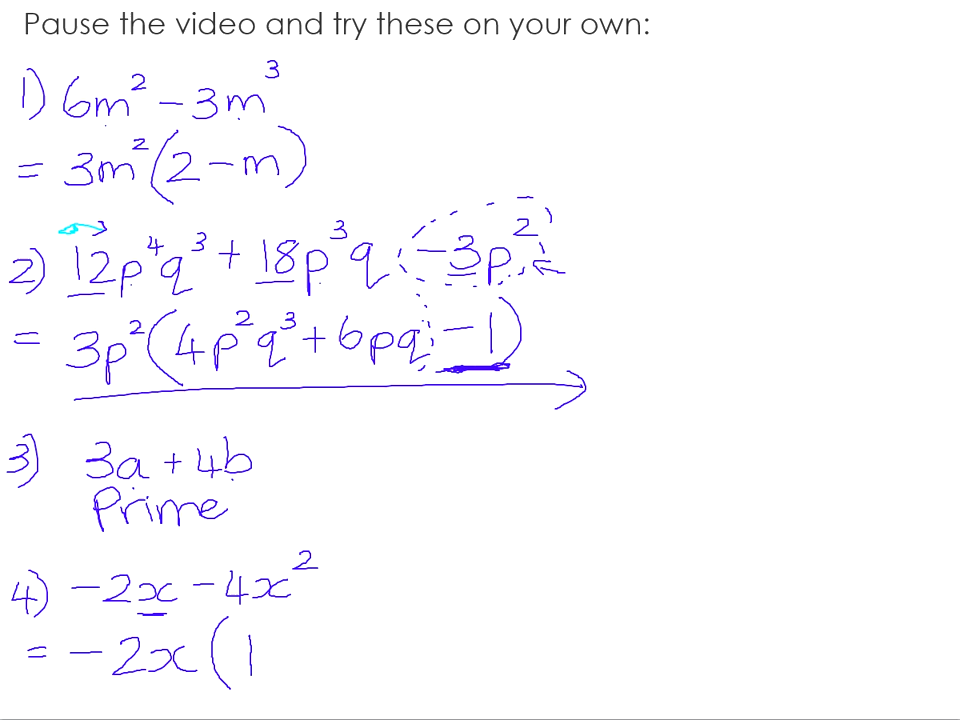 Pause the video and try these on your own:
1) 6m² - 3m³
= 3m²(2 - m)
2) 12p⁴q³ + 18p³q - 3p²
= 3p²(4p²q³ + 6pq - 1)
3) 3a + 4b
Prime
4) -2x - 4x²
= -2x(1